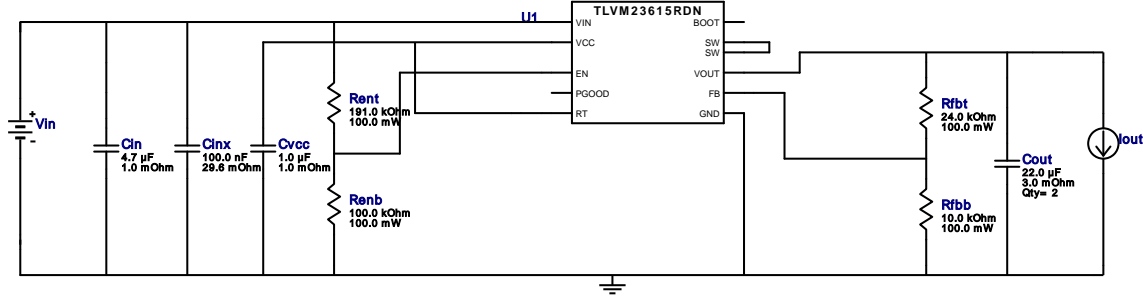 TLVM23615RDN
U1
VIN
VCC
EN
PGOOD
RT
BOOT
SW
SW
VOUT
FB
GND
Vin
+
-
Cin
4.7 µF
1.0 mOhm
Cinx
100.0 nF
29.6 mOhm
Cvcc
1.0 µF
1.0 mOhm
Rent
191.0 kOhm
100.0 mW
Renb
100.0 kOhm
100.0 mW
Rfbt
24.0 kOhm
100.0 mW
Rfbb
10.0 kOhm
100.0 mW
Cout
22.0 µF
3.0 mOhm
Qty= 2
Iout